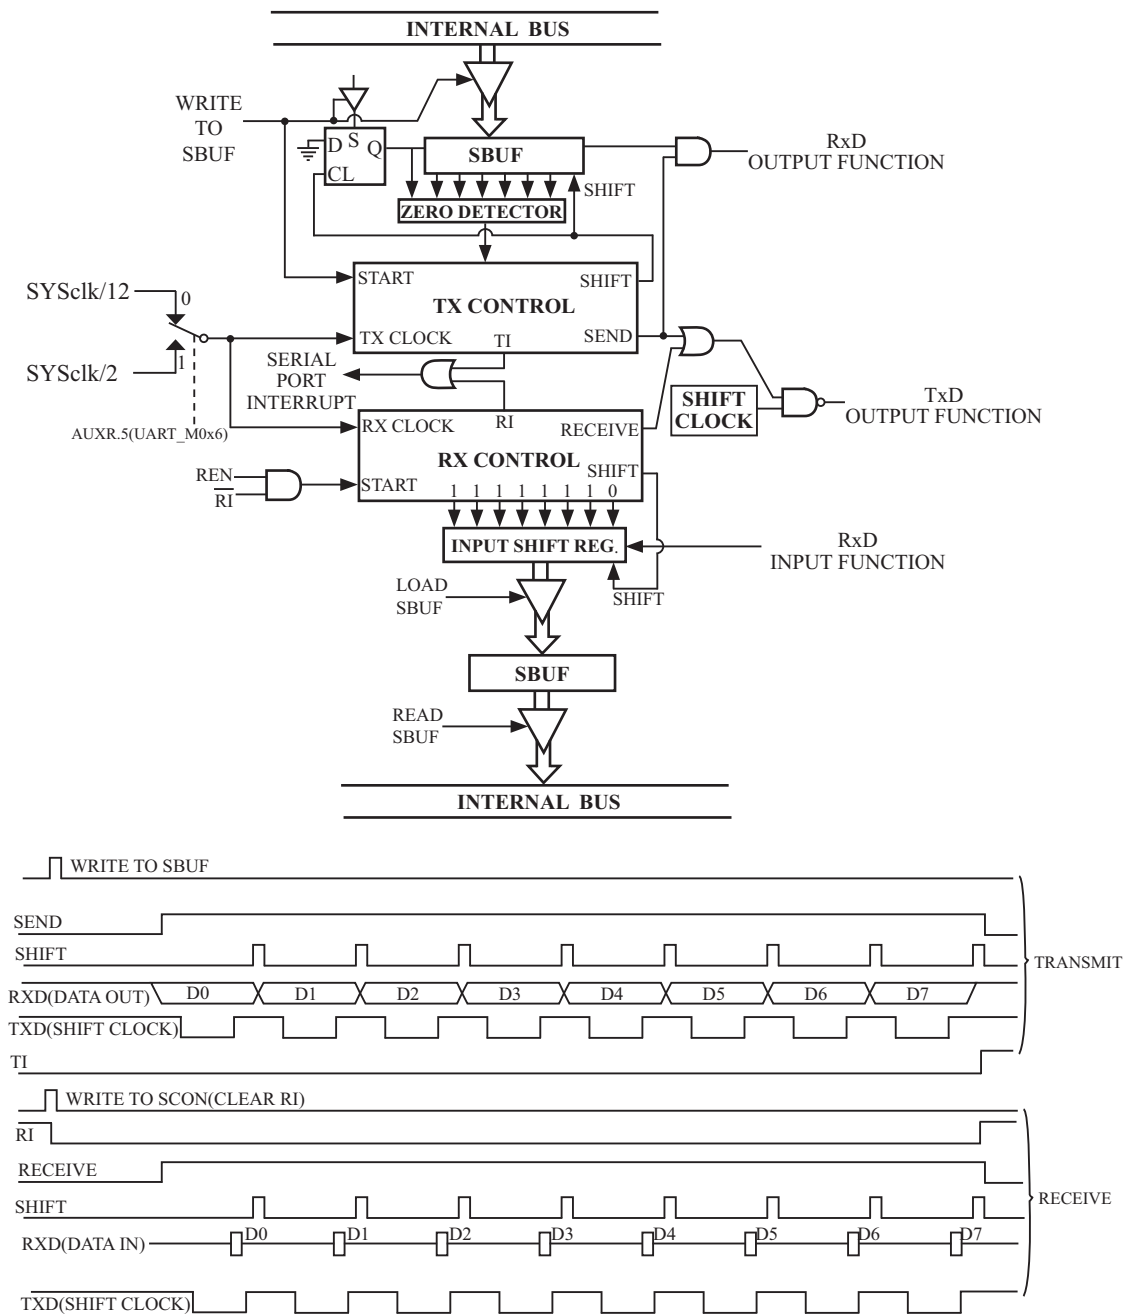 INTERNAL BUS
WRITE
TO
SBUF
D S Q
CL
SBUF
RxD
OUTPUT FUNCTION
SHIFT
ZERO DETECTOR
START
SHIFT
TX CONTROL
SYSclk/12
0
TX CLOCK
TI
SEND
SYSclk/2
1
SERIAL
PORT
INTERRUPT
SHIFT
CLOCK
TxD
OUTPUT FUNCTION
AUXR.5(UART_M0x6)
RX CLOCK
RI
RECEIVE
RX CONTROL
SHIFT
REN
RI
START
1 1 1 1 1 1 1 0
INPUT SHIFT REG.
RxD
INPUT FUNCTION
LOAD
SBUF
SHIFT
SBUF
READ
SBUF
INTERNAL BUS
WRITE TO SBUF
SEND
SHIFT
TRANSMIT
RXD(DATA OUT) D0 D1 D2 D3 D4 D5 D6 D7
TXD(SHIFT CLOCK)
TI
WRITE TO SCON(CLEAR RI)
RI
RECEIVE
SHIFT
RECEIVE
RXD(DATA IN) D0 D1 D2 D3 D4 D5 D6 D7
TXD(SHIFT CLOCK)